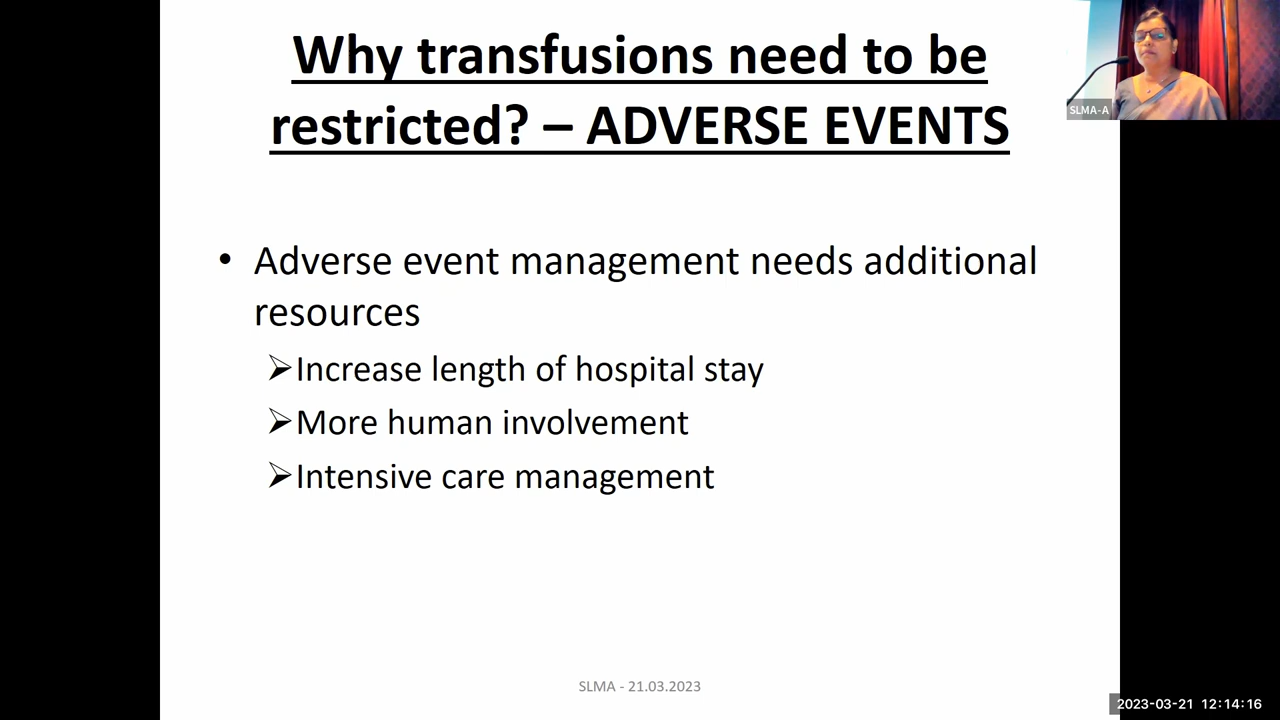 Why transfusions need to be
restricted? – ADVERSE EVENTS
SLMA-A
• Adverse event management needs additional
resources
➢Increase length of hospital stay
➢More human involvement
➢Intensive care management
SLMA - 21.03.2023
2023-03-21 12:14:16